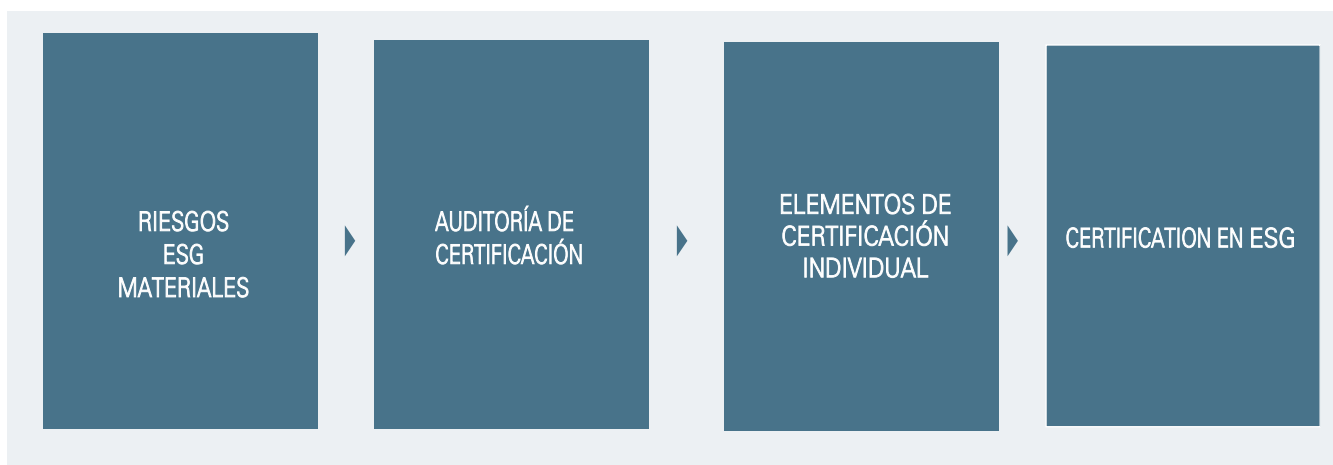 RIESGOS
ESG
MATERIALES
AUDITORÍA DE
CERTIFICACIÓN
ELEMENTOS DE
CERTIFICACIÓN
INDIVIDUAL
CERTIFICATION EN ESG